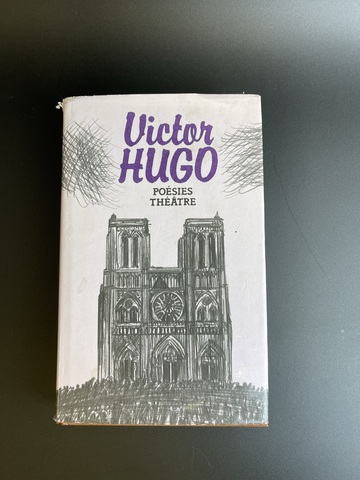 Victor
HUGO
POÉSIES
THÉÂTRE